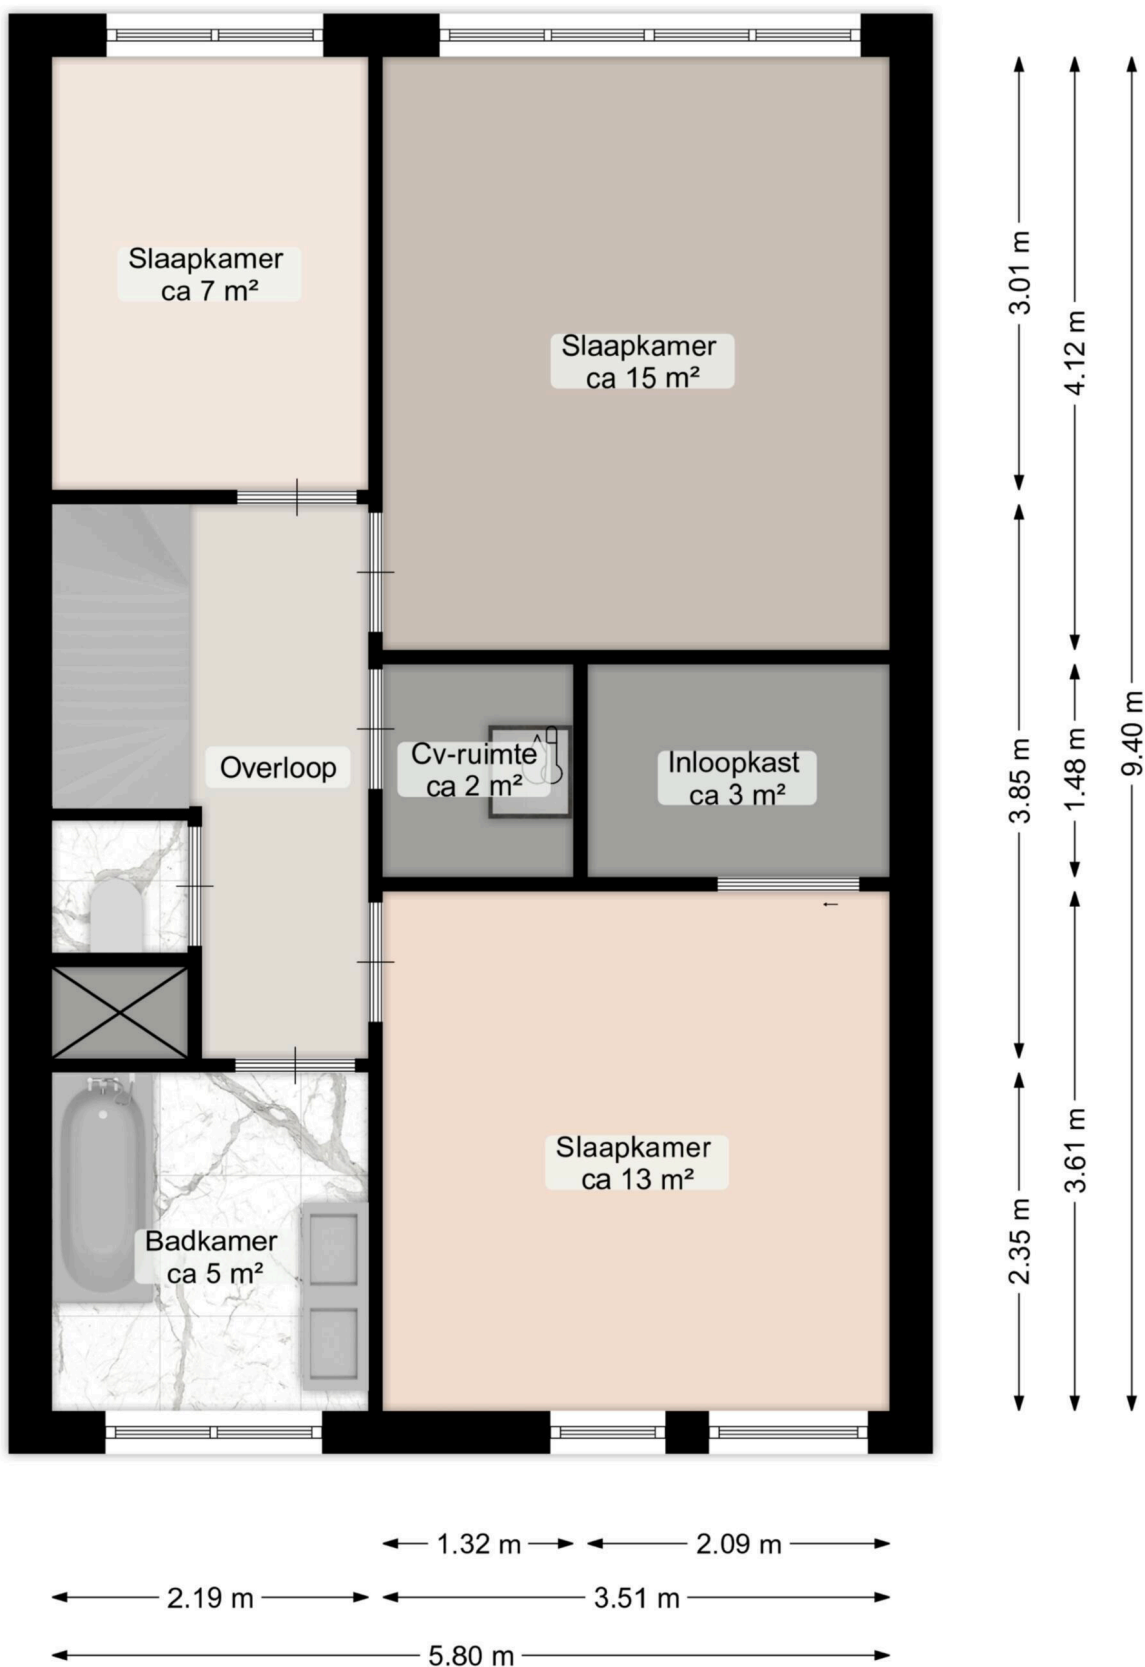 Slaapkamer
ca 7 m²
Slaapkamer
ca 15 m²
Overloop
Cv-ruimte
ca 2 m²
Inloopkast
ca 3 m²
Slaapkamer
ca 13 m²
Badkamer
ca 5 m²
3.01 m
4.12 m
9.40 m
3.85 m
1.48 m
3.61 m
2.35 m
1.32 m
2.09 m
2.19 m
3.51 m
5.80 m